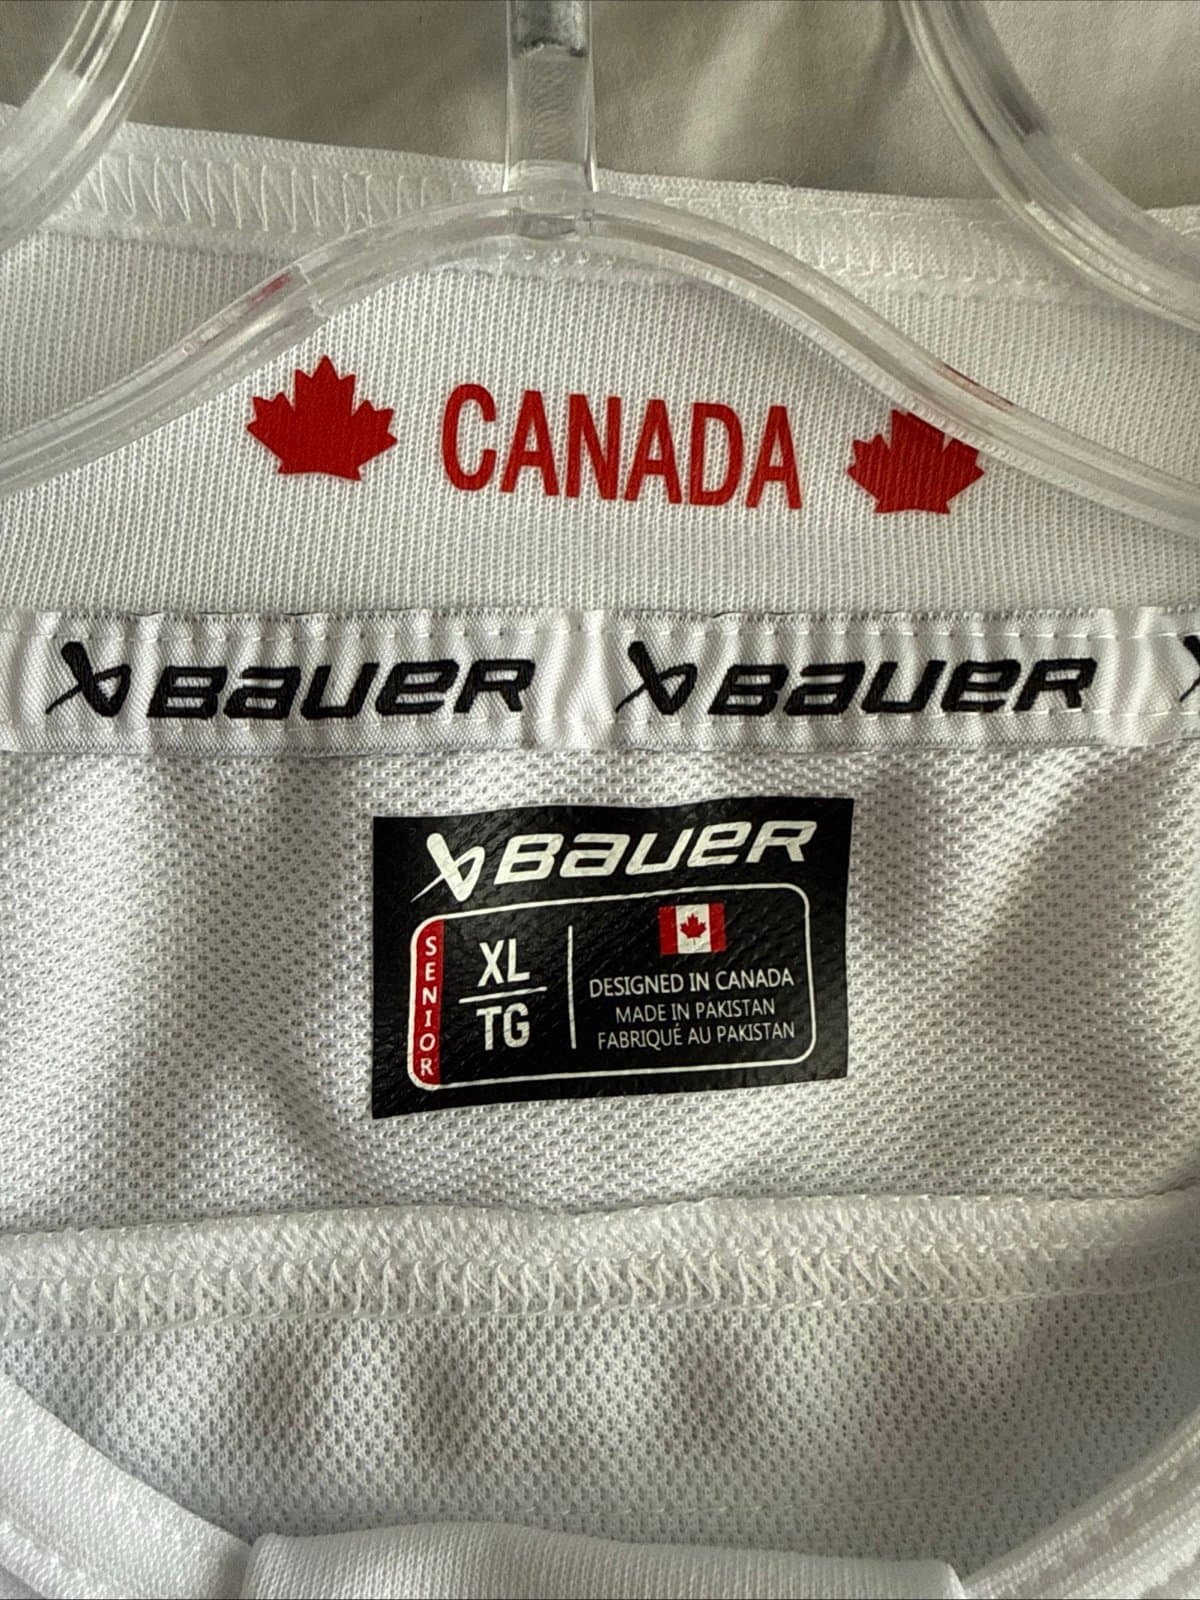 CANADA
BAUER BAUER
BAUER
SENIOR
XL
TG
DESIGNED IN CANADA
MADE IN PAKISTAN
FABRIQUÉ AU PAKISTAN